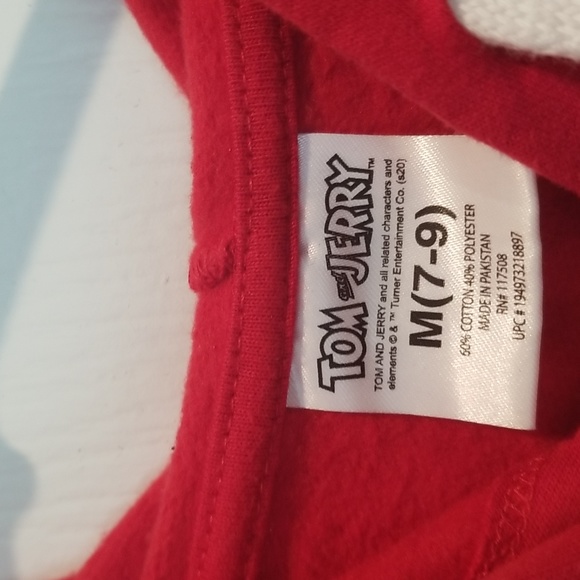 TOM and JERRY™
TOM AND JERRY and all related characters and
elements © & ™ Turner Entertainment Co. (s20)
M(7-9)
60% COTTON 40% POLYESTER
MADE IN PAKISTAN
RN# 117508
UPC # 194973218897